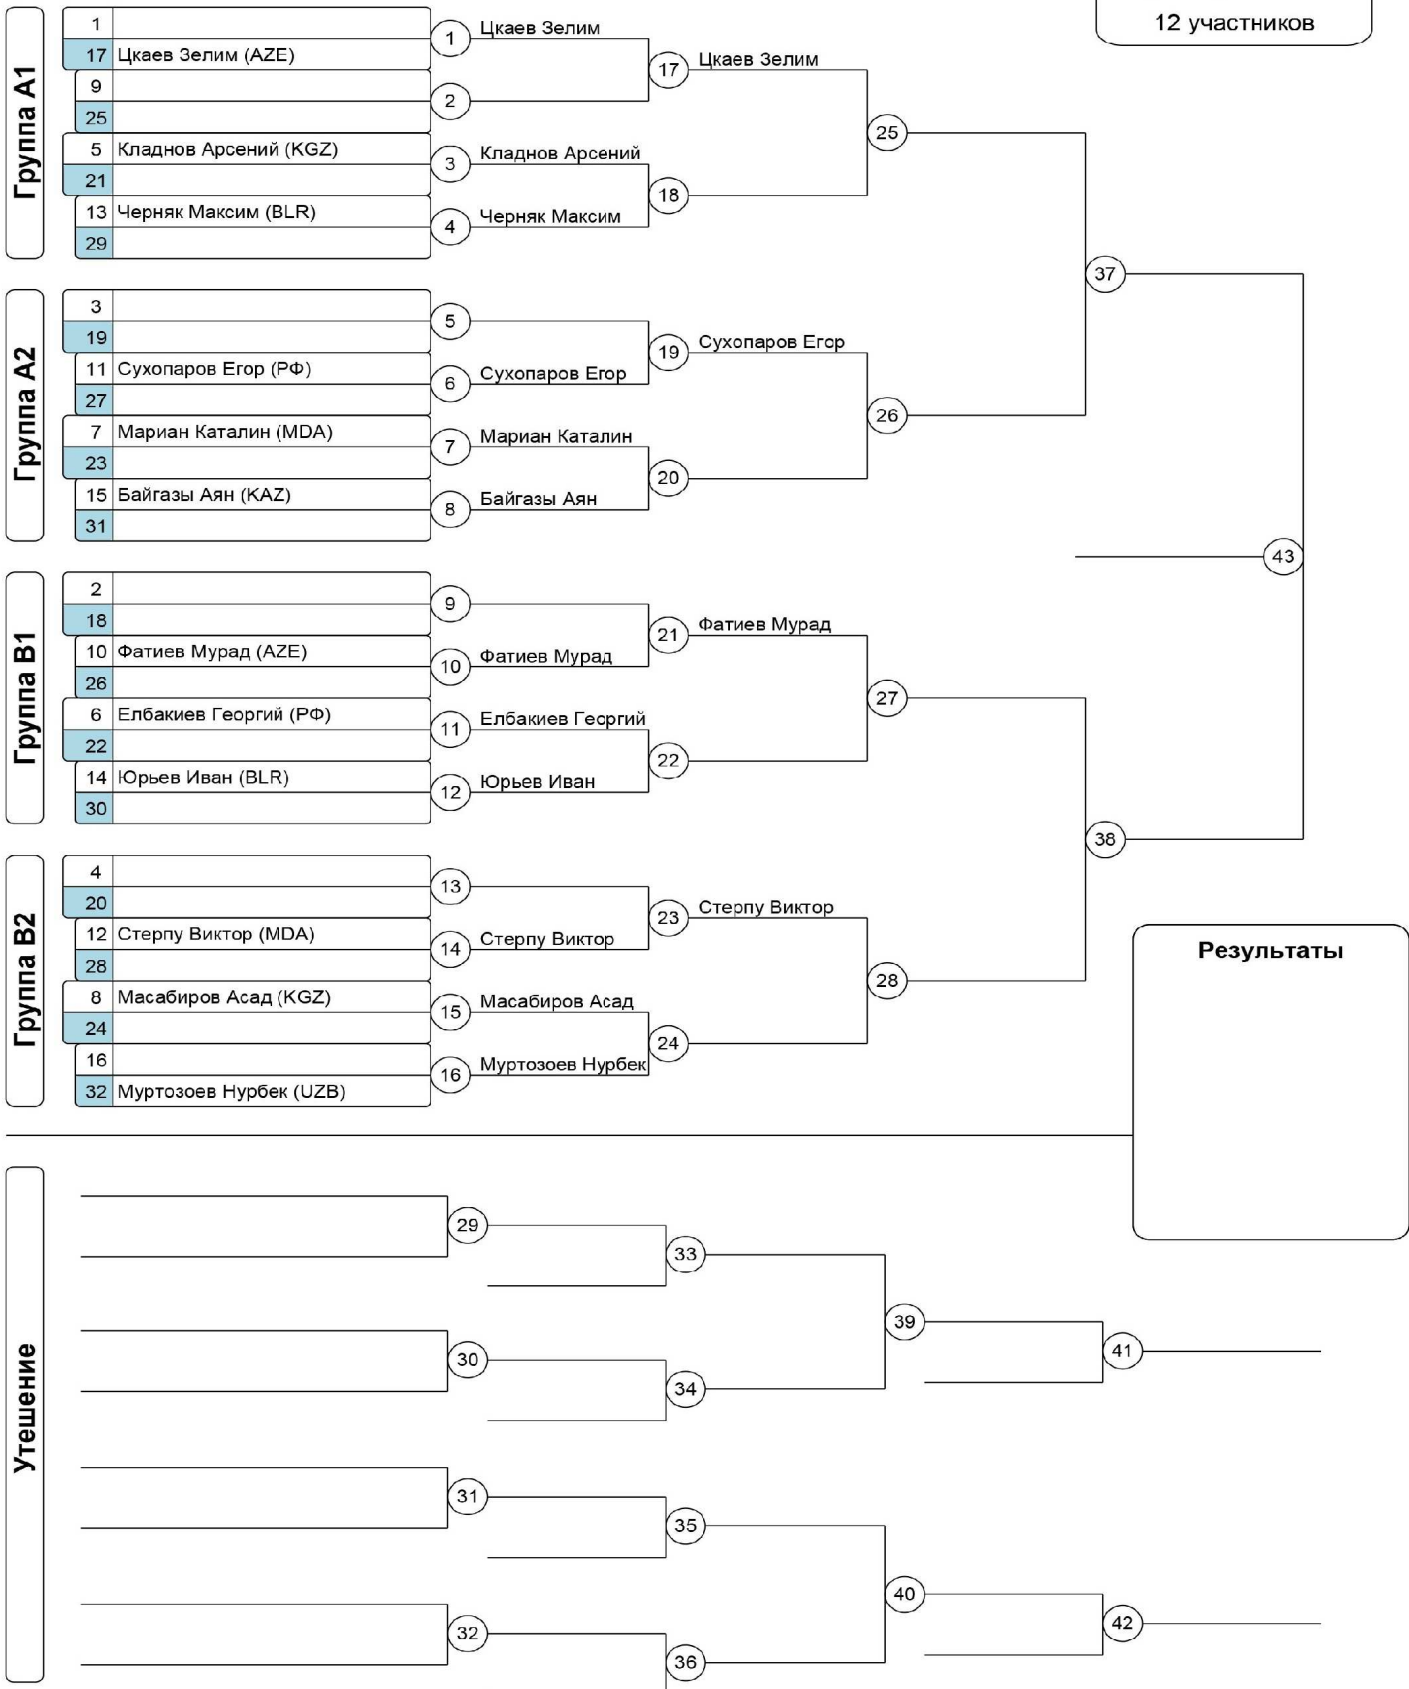 12 участников
Группа А1
1
17 Цкаев Зелим (AZE)
9
25
5 Кладнов Арсений (KGZ)
21
13 Черняк Максим (BLR)
29
1 Цкаев Зелим
2
3 Кладнов Арсений
4 Черняк Максим
17 Цкаев Зелим
18
25
Группа А2
3
19
11 Сухопаров Егор (РФ)
27
7 Мариан Каталин (MDA)
23
15 Байгазы Аян (KAZ)
31
5
6 Сухопаров Егор
7 Мариан Каталин
8 Байгазы Аян
19 Сухопаров Егор
20
26
37
Группа В1
2
18
10 Фатиев Мурад (AZE)
26
6 Елбакиев Георгий (РФ)
22
14 Юрьев Иван (BLR)
30
9
10 Фатиев Мурад
11 Елбакиев Георгий
12 Юрьев Иван
21 Фатиев Мурад
22
27
Группа В2
4
20
12 Стерпу Виктор (MDA)
28
8 Масабиров Асад (KGZ)
24
16
32 Муртозоев Нурбек (UZB)
13
14 Стерпу Виктор
15 Масабиров Асад
16 Муртозоев Нурбек
23 Стерпу Виктор
24
28
38
43
Результаты
Утешение
29
30
31
32
33
34
35
36
39
40
41
42